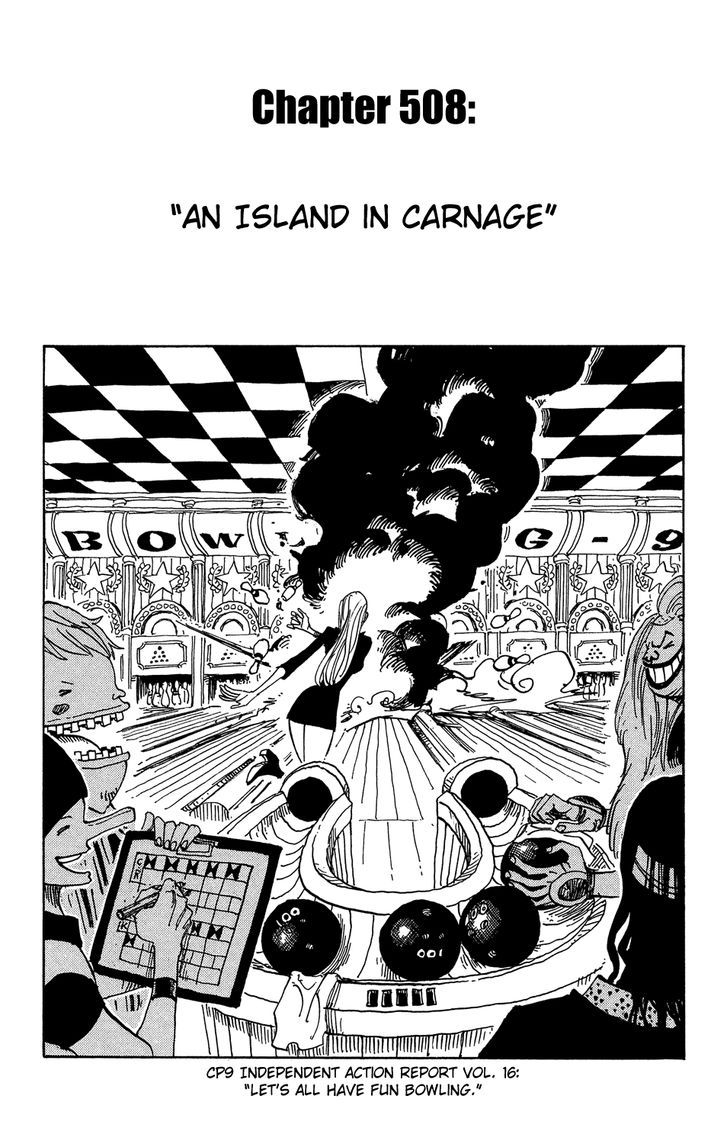 Chapter 508:
"AN ISLAND IN CARNAGE"
BOW G-9
C
K
K
CP9 INDEPENDENT ACTION REPORT VOL. 16:
"LET'S ALL HAVE FUN BOWLING."